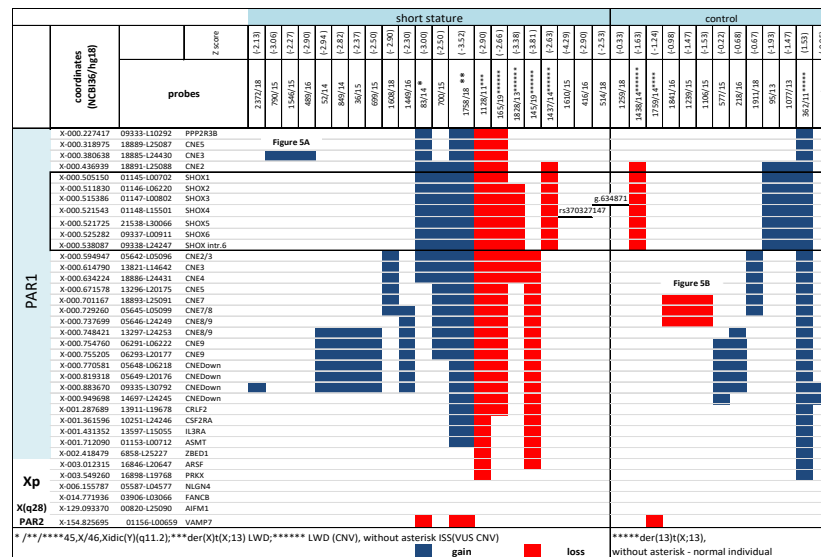 short stature control
Z score (-2.13) (-3.06) (-2.27) (-2.90) (-2.94) (-2.82) (-2.37) (-2.50) (-2.90) (-2.30) (-3.00) (-2.50) (-3.52) (-2.90) (-2.66) (-3.38) (-3.81) (-2.63) (-4.29) (-2.90) (-2.53) (-0.33) (-1.63) (-1.24) (-0.98) (-1.47) (-1.53) (-0.22) (-0.68) (-0.67) (-1.93) (-1.47) (1.53)
coordinates (NCBI36/hg18) probes 2372/18 790/15 1546/15 489/16 52/14 849/14 36/15 699/15 1608/18 1449/16 83/14 * 700/15 1758/18 ** 1128/11*** 165/19****** 1828/13****** 145/19****** 1437/14****** 1610/15 416/16 514/18 1259/18 1438/14****** 1759/14**** 1841/16 1239/15 1106/15 577/15 218/16 1911/18 95/13 1077/13 362/11*****
PAR1
X-000.227417 09333-L10292 PPP2R3B
X-000.318975 18889-L25087 CNE5 Figure 5A
X-000.380638 18885-L24430 CNE3
X-000.436939 18891-L25088 CNE2
X-000.505150 01145-L00702 SHOX1
X-000.511830 01146-L06220 SHOX2
X-000.515386 01147-L00802 SHOX3 g.634871
X-000.521543 01148-L15501 SHOX4 rs370327147
X-000.521725 21538-L30066 SHOX5
X-000.525282 09337-L00911 SHOX6
X-000.538087 09338-L24247 SHOX intr.6
X-000.594947 05642-L05096 CNE2/3
X-000.614790 13821-L14642 CNE3
X-000.634224 18886-L24431 CNE4
X-000.671578 13296-L20175 CNE5 Figure 5B
X-000.701167 18893-L25091 CNE7
X-000.729260 05645-L05099 CNE7/8
X-000.737699 05646-L24249 CNE8/9
X-000.748421 13297-L24253 CNE8/9
X-000.754760 06291-L06222 CNE9
X-000.755205 06293-L20177 CNE9
X-000.770581 05648-L06218 CNEDown
X-000.819318 05649-L20176 CNEDown
X-000.883670 09335-L30792 CNEDown
X-000.949698 14697-L24245 CNEDown
X-001.287689 13911-L19678 CRLF2
X-001.361596 10251-L24246 CSF2RA
X-001.431352 13597-L15055 IL3RA
X-001.712090 01153-L00712 ASMT
X-002.418479 6858-L25227 ZBED1
Xp
X-003.012315 16846-L20647 ARSF
X-003.549260 16898-L19768 PRKX
X-006.155787 05587-L04577 NLGN4
X-014.771936 03906-L03066 FANCB
X(q28) X-129.093370 00820-L25090 AIFM1
PAR2 X-154.825695 01156-L00659 VAMP7
* /**/****45,X/46,Xidic(Y)(q11.2);***der(X)t(X;13) LWD;****** LWD (CNV), without asterisk ISS(VUS CNV) *****der(13)t(X;13),
gain loss without asterisk - normal individual